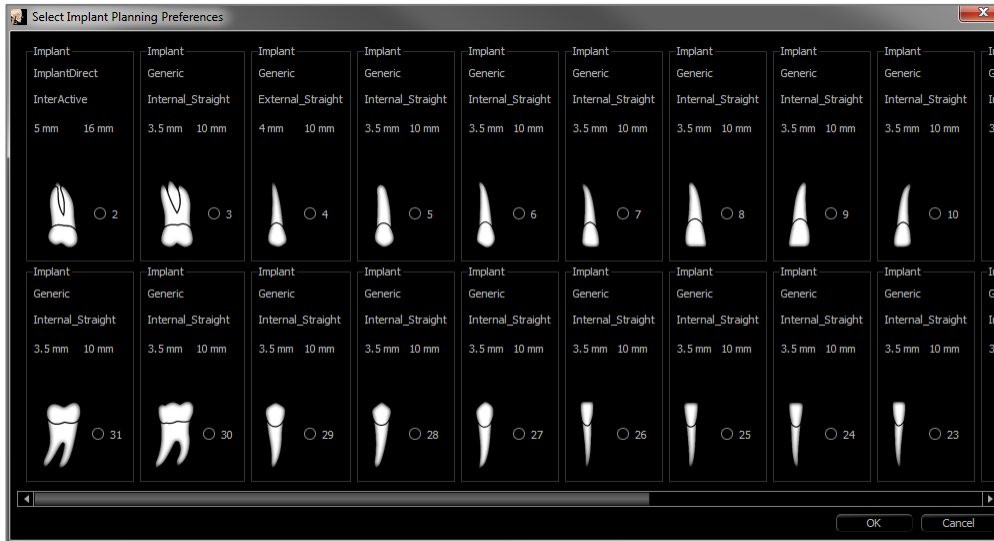 Select Implant Planning Preferences
Implant Implant Implant Implant Implant Implant Implant Implant Implant
ImplantDirect Generic Generic Generic Generic Generic Generic Generic Generic
InterActive Internal_Straight External_Straight Internal_Straight Internal_Straight Internal_Straight Internal_Straight Internal_Straight Internal_Straight
5 mm 16 mm 3.5 mm 10 mm 4 mm 10 mm 3.5 mm 10 mm 3.5 mm 10 mm 3.5 mm 10 mm 3.5 mm 10 mm 3.5 mm 10 mm 3.5 mm 10 mm
2 3 4 5 6 7 8 9 10
Implant Implant Implant Implant Implant Implant Implant Implant Implant
Generic Generic Generic Generic Generic Generic Generic Generic Generic
Internal_Straight Internal_Straight Internal_Straight Internal_Straight Internal_Straight Internal_Straight Internal_Straight Internal_Straight Internal_Straight
3.5 mm 10 mm 3.5 mm 10 mm 3.5 mm 10 mm 3.5 mm 10 mm 3.5 mm 10 mm 3.5 mm 10 mm 3.5 mm 10 mm 3.5 mm 10 mm 3.5 mm 10 mm
31 30 29 28 27 26 25 24 23
OK Cancel